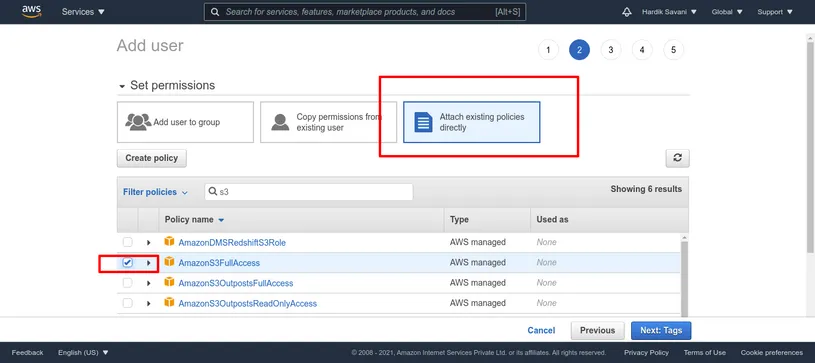 aws Services Search for services, features, marketplace products, and docs [Alt+S] Hardik Savani Global Support
Add user
1 2 3 4 5
Set permissions
Add user to group
Copy permissions from existing user
Attach existing policies directly
Create policy
Filter policies s3 Showing 6 results
Policy name Type Used as
AmazonDMSRedshiftS3Role AWS managed None
AmazonS3FullAccess AWS managed None
AmazonS3OutpostsFullAccess AWS managed None
AmazonS3OutpostsReadOnlyAccess AWS managed None
Cancel Previous Next: Tags
Feedback English (US) © 2008 - 2021, Amazon Internet Services Private Ltd. or its affiliates. All rights reserved. Privacy Policy Terms of Use Cookie preferences